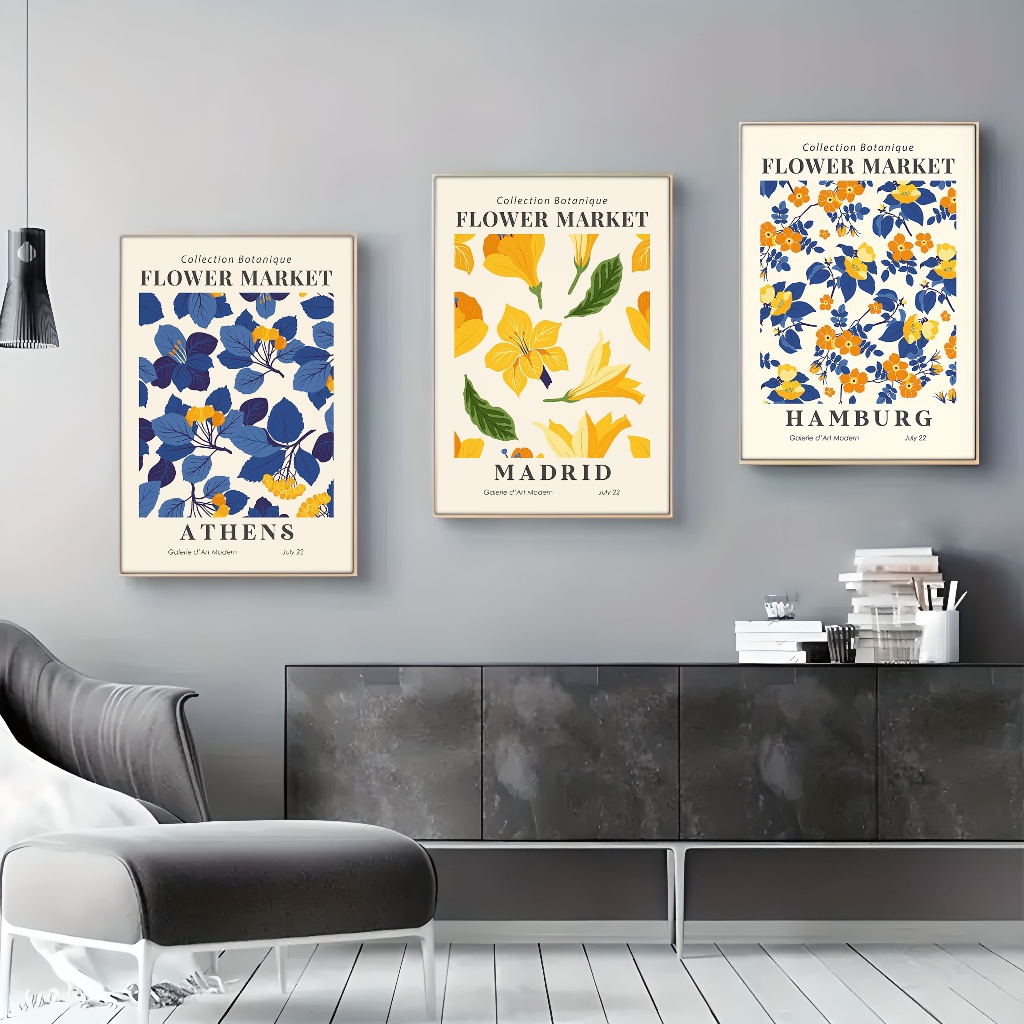 Collection Botanique
FLOWER MARKET
ATHENS
Galerie d'Art Modern July 22
Collection Botanique
FLOWER MARKET
MADRID
Galerie d'Art Modern July 22
Collection Botanique
FLOWER MARKET
HAMBURG
Galerie d'Art Modern July 22